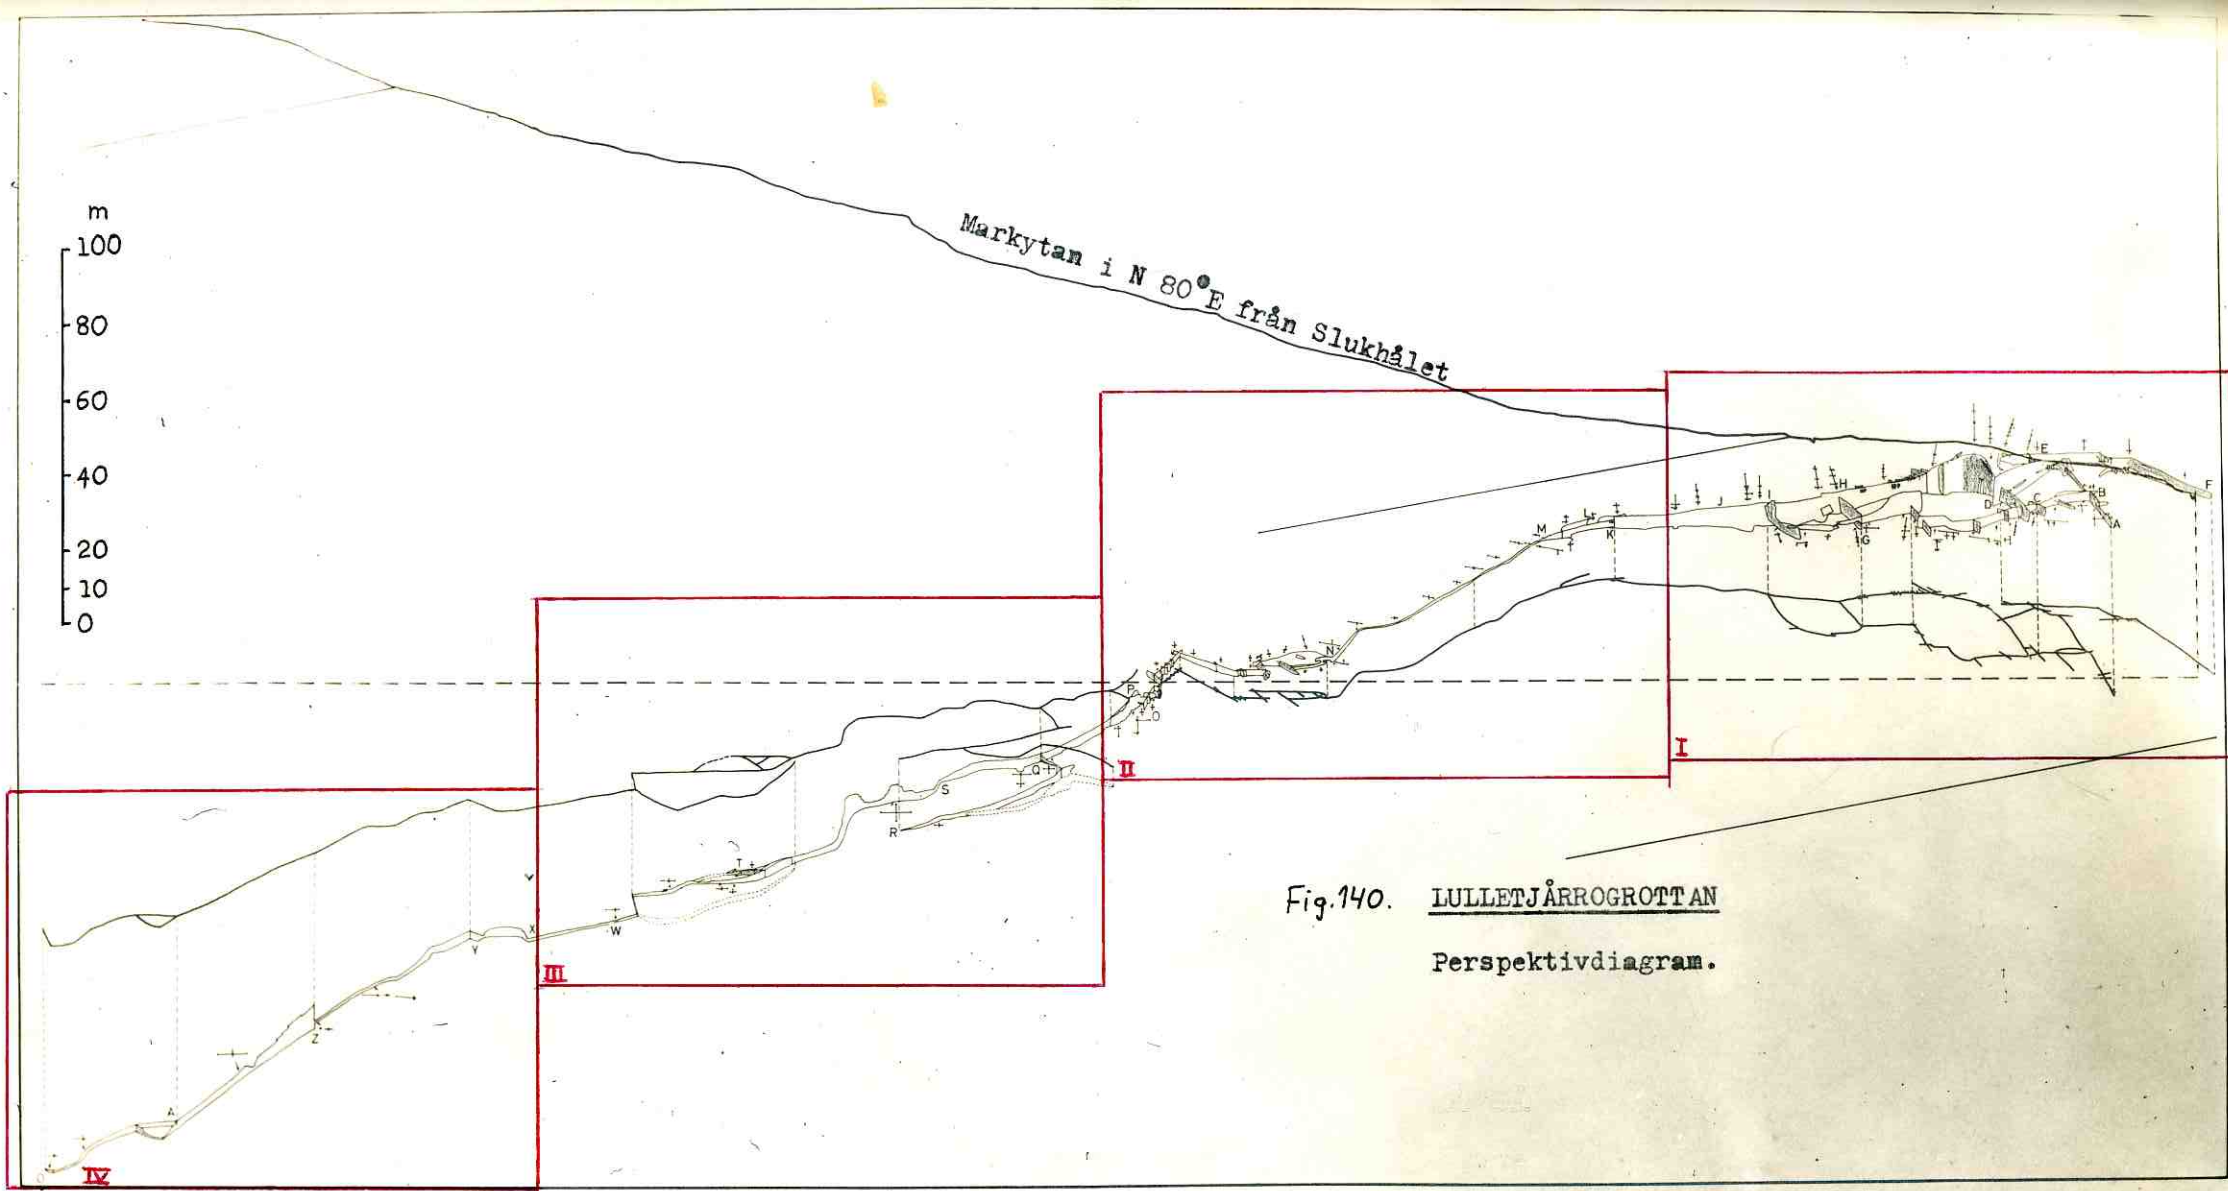 m
100
80
60
40
20
10
0
Markytan i N 80° E från Slukhålet
E
F
H
I
J
L
M
K
D
C
B
A
G
I
N
P
O
I
II
Q
S
R
T
V
X
W
Y
III
Z
Å
IV
Fig. 140. LULLETJÅRROGROTTAN
Perspektivdiagram.